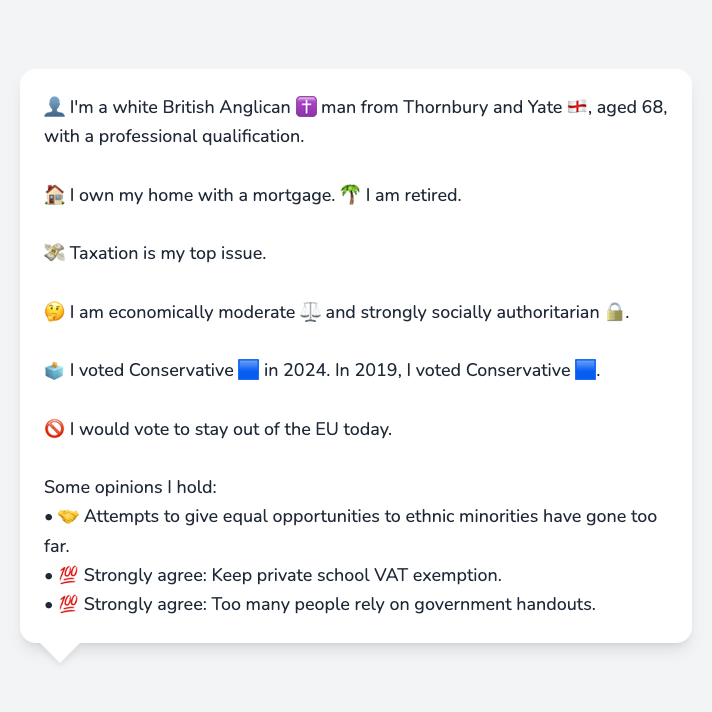 👤 I'm a white British Anglican ✝️ man from Thornbury and Yate 🏴󠁧󠁢󠁥󠁮󠁧󠁿, aged 68,
with a professional qualification.
🏠 I own my home with a mortgage. 🌴 I am retired.
💸 Taxation is my top issue.
🤔 I am economically moderate ⚖️ and strongly socially authoritarian 🔒.
🗳️ I voted Conservative 🟦 in 2024. In 2019, I voted Conservative 🟦.
🚫 I would vote to stay out of the EU today.
Some opinions I hold:
• 🤝 Attempts to give equal opportunities to ethnic minorities have gone too
far.
• 💯 Strongly agree: Keep private school VAT exemption.
• 💯 Strongly agree: Too many people rely on government handouts.